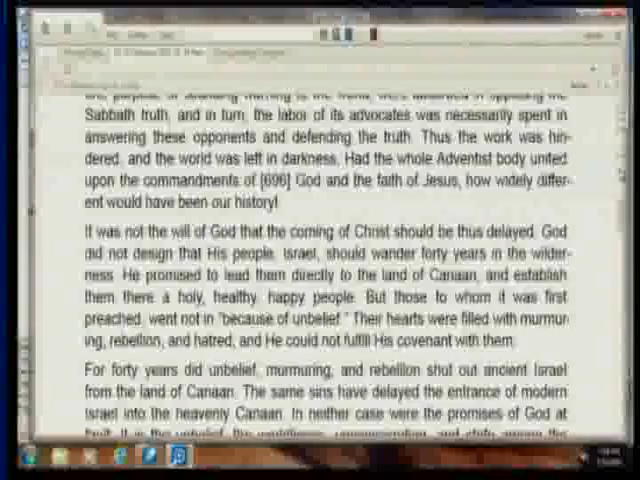 Sabbath truth, and in turn, the labor of its advocates was necessarily spent in
answering these opponents and defending the truth. Thus the work was hin-
dered, and the world was left in darkness. Had the whole Adventist body united
upon the commandments of [696] God and the faith of Jesus, how widely differ-
ent would have been our history!
It was not the will of God that the coming of Christ should be thus delayed. God
did not design that His people, Israel, should wander forty years in the wilder-
ness. He promised to lead them directly to the land of Canaan, and establish
them there a holy, healthy, happy people. But those to whom it was first
preached, went not in "because of unbelief." Their hearts were filled with murmur-
ing, rebellion, and hatred, and He could not fulfill His covenant with them.
For forty years did unbelief, murmuring, and rebellion shut out ancient Israel
from the land of Canaan. The same sins have delayed the entrance of modern
Israel into the heavenly Canaan. In neither case were the promises of God at